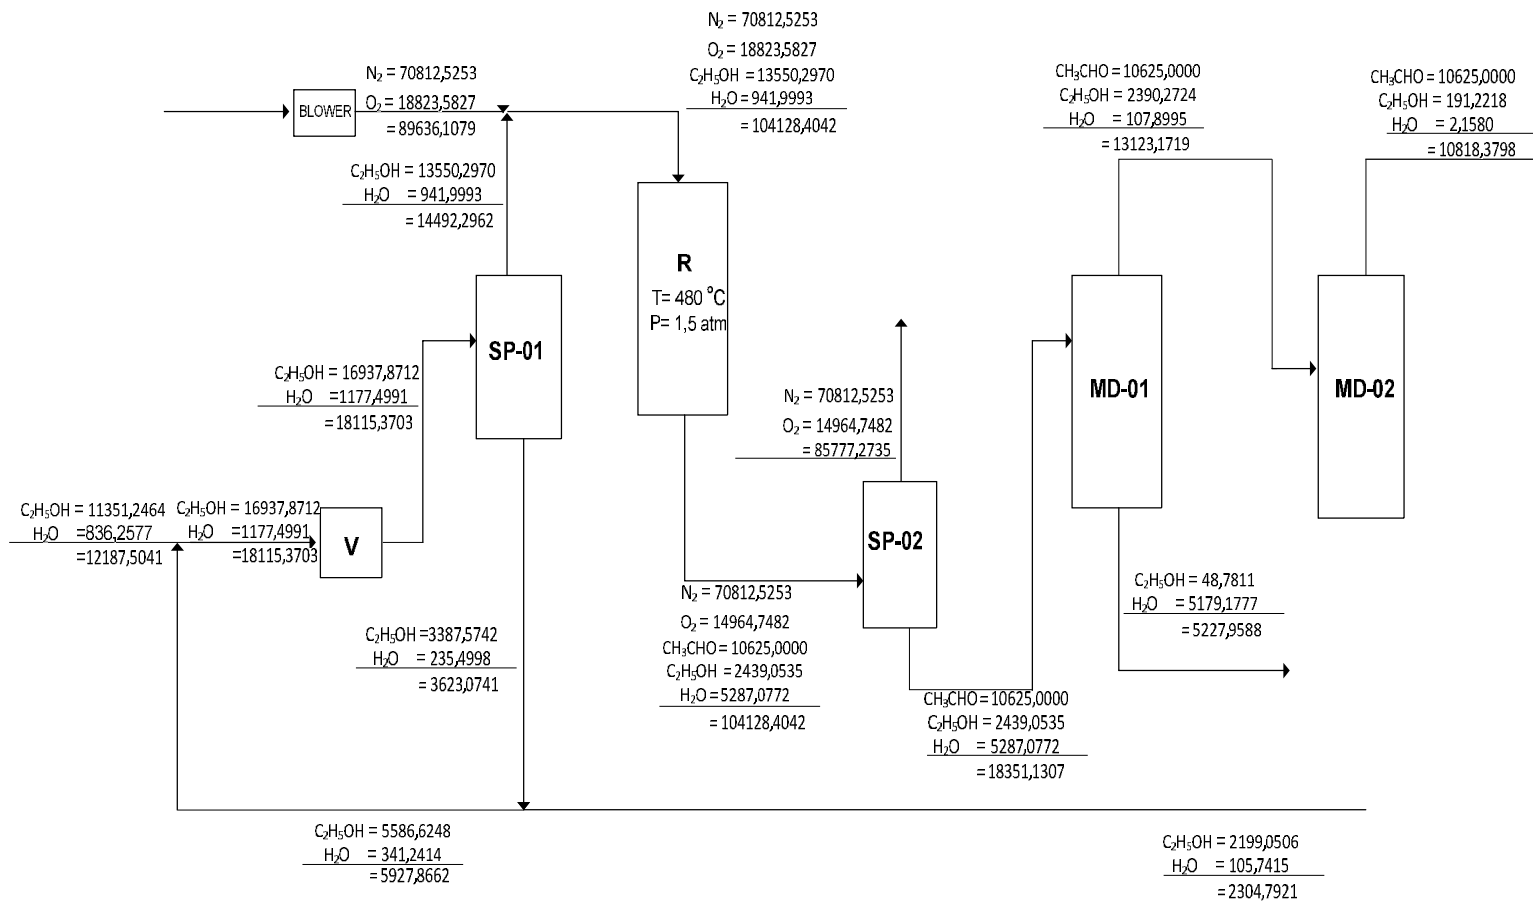 N₂ = 70812,5253
O₂ = 18823,5827
C₂H₅OH = 13550,2970
H₂O = 941,9993
= 104128,4042
N₂ = 70812,5253
O₂ = 18823,5827
= 89636,1079
BLOWER
CH₃CHO = 10625,0000
C₂H₅OH = 2390,2724
H₂O = 107,8995
= 13123,1719
CH₃CHO = 10625,0000
C₂H₅OH = 191,2218
H₂O = 2,1580
= 10818,3798
C₂H₅OH = 13550,2970
H₂O = 941,9993
= 14492,2962
R
T= 480 °C
P= 1,5 atm
SP-01
MD-01
MD-02
C₂H₅OH = 16937,8712
H₂O =1177,4991
= 18115,3703
N₂ = 70812,5253
O₂ = 14964,7482
= 85777,2735
C₂H₅OH = 11351,2464
H₂O =836,2577
=12187,5041
C₂H₅OH = 16937,8712
H₂O =1177,4991
=18115,3703
V
SP-02
N₂ = 70812,5253
O₂ = 14964,7482
CH₃CHO = 10625,0000
C₂H₅OH = 2439,0535
H₂O = 5287,0772
= 104128,4042
C₂H₅OH = 48,7811
H₂O = 5179,1777
= 5227,9588
C₂H₅OH =3387,5742
H₂O = 235,4998
= 3623,0741
CH₃CHO = 10625,0000
C₂H₅OH = 2439,0535
H₂O = 5287,0772
= 18351,1307
C₂H₅OH = 5586,6248
H₂O = 341,2414
= 5927,8662
C₂H₅OH = 2199,0506
H₂O = 105,7415
= 2304,7921